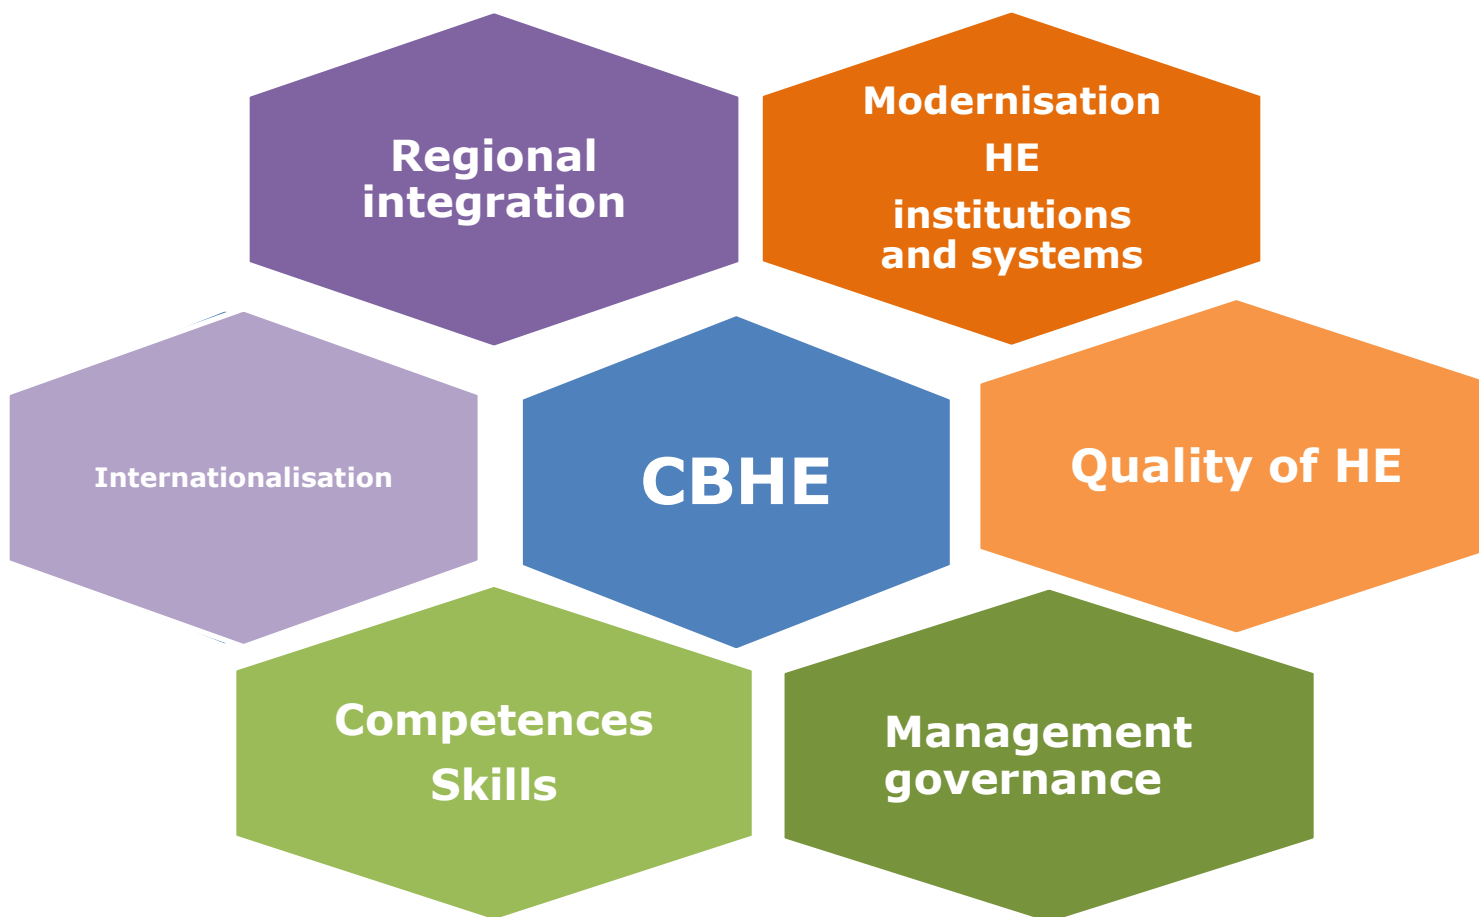 Regional
integration
Modernisation
HE
institutions
and systems
Internationalisation
CBHE
Quality of HE
Competences
Skills
Management
governance